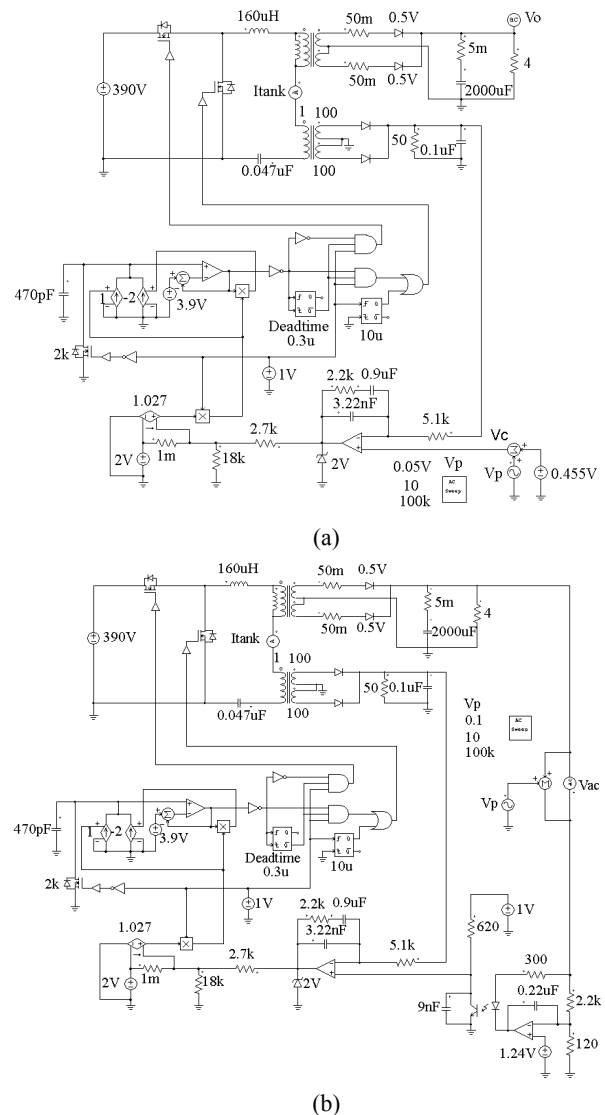 160uH
50m
0.5V
AC
Vo
5m
390V
50m
0.5V
2000uF
4
Itank
1
100
50
0.1uF
0.047uF
100
470pF
1
-2
3.9V
Deadtime
0.3u
10u
2k
1V
2.2k
0.9uF
3.22nF
1.027
2.7k
5.1k
2V
1m
18k
2V
0.05V
10
100k
Vp
AC
Sweep
Vc
Vp
0.455V
(a)
160uH
50m
0.5V
5m
390V
50m
0.5V
2000uF
4
Itank
1
100
50
0.1uF
0.047uF
100
Vp
0.1
10
100k
AC
Sweep
Vp
Vac
470pF
1
-2
3.9V
Deadtime
0.3u
10u
2k
1V
2.2k
0.9uF
3.22nF
1.027
2.7k
5.1k
2V
1m
18k
2V
620
1V
300
0.22uF
2.2k
9nF
120
1.24V
(b)